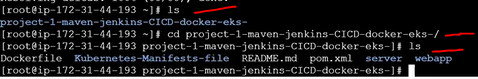 [root@ip-172-31-44-193 ~]# ls
project-1-maven-jenkins-CICD-docker-eks-
[root@ip-172-31-44-193 ~]# cd project-1-maven-jenkins-CICD-docker-eks-/
[root@ip-172-31-44-193 project-1-maven-jenkins-CICD-docker-eks-]# ls
Dockerfile Kubernetes-Manifests-file README.md pom.xml server webapp
[root@ip-172-31-44-193 project-1-maven-jenkins-CICD-docker-eks-]#